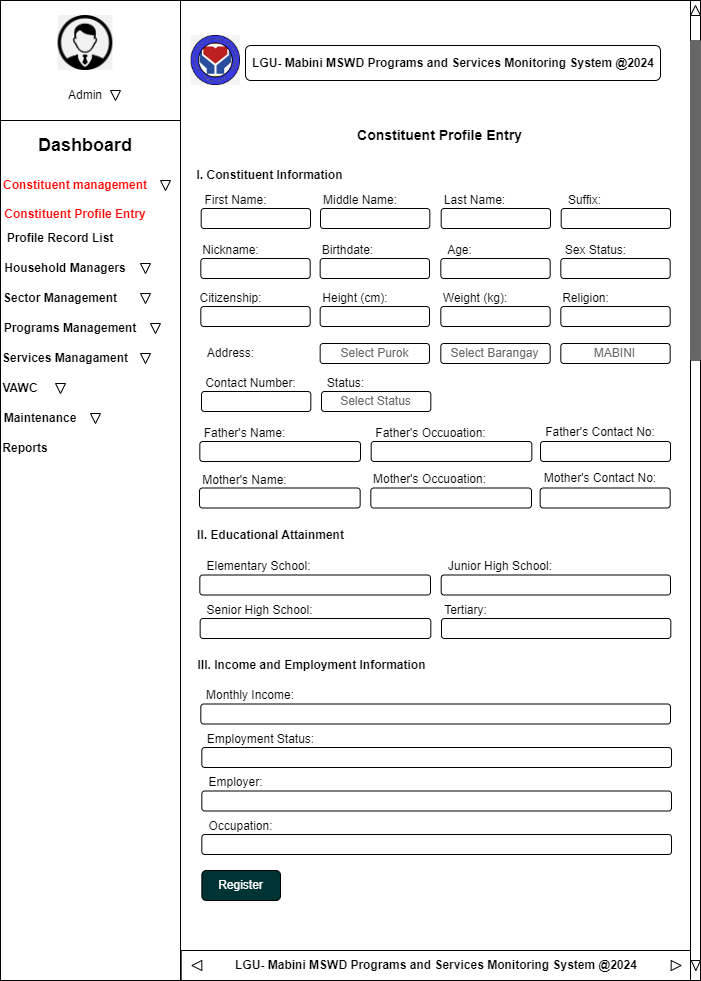 LGU- Mabini MSWD Programs and Services Monitoring System @2024
Admin
Dashboard
Constituent management
Constituent Profile Entry
Profile Record List
Household Managers
Sector Management
Programs Management
Services Managament
VAWC
Maintenance
Reports
Constituent Profile Entry
I. Constituent Information
First Name: Middle Name: Last Name: Suffix:
Nickname: Birthdate: Age: Sex Status:
Citizenship: Height (cm): Weight (kg): Religion:
Address: Select Purok Select Barangay MABINI
Contact Number: Status:
Select Status
Father's Name: Father's Occuoation: Father's Contact No:
Mother's Name: Mother's Occuoation: Mother's Contact No:
II. Educational Attainment
Elementary School: Junior High School:
Senior High School: Tertiary:
III. Income and Employment Information
Monthly Income:
Employment Status:
Employer:
Occupation:
Register
LGU- Mabini MSWD Programs and Services Monitoring System @2024